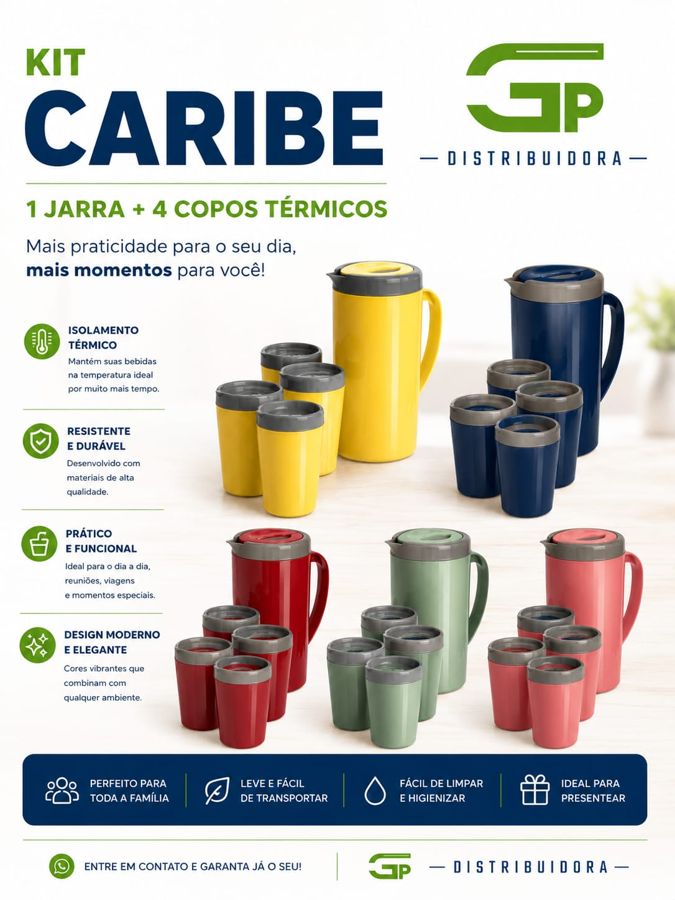 KIT
CARIBE
1 JARRA + 4 COPOS TÉRMICOS
Mais praticidade para o seu dia,
mais momentos para você!
GP
DISTRIBUIDORA
ISOLAMENTO
TÉRMICO
Mantém suas bebidas
na temperatura ideal
por muito mais tempo.
RESISTENTE
E DURÁVEL
Desenvolvido com
materiais de alta
qualidade.
PRÁTICO
E FUNCIONAL
Ideal para o dia a dia,
reuniões, viagens
e momentos especiais.
DESIGN MODERNO
E ELEGANTE
Cores vibrantes que
combinam com
qualquer ambiente.
PERFEITO PARA
TODA A FAMÍLIA
LEVE E FÁCIL
DE TRANSPORTAR
FÁCIL DE LIMPAR
E HIGIENIZAR
IDEAL PARA
PRESENTEAR
ENTRE EM CONTATO E GARANTA JÁ O SEU!
GP
DISTRIBUIDORA